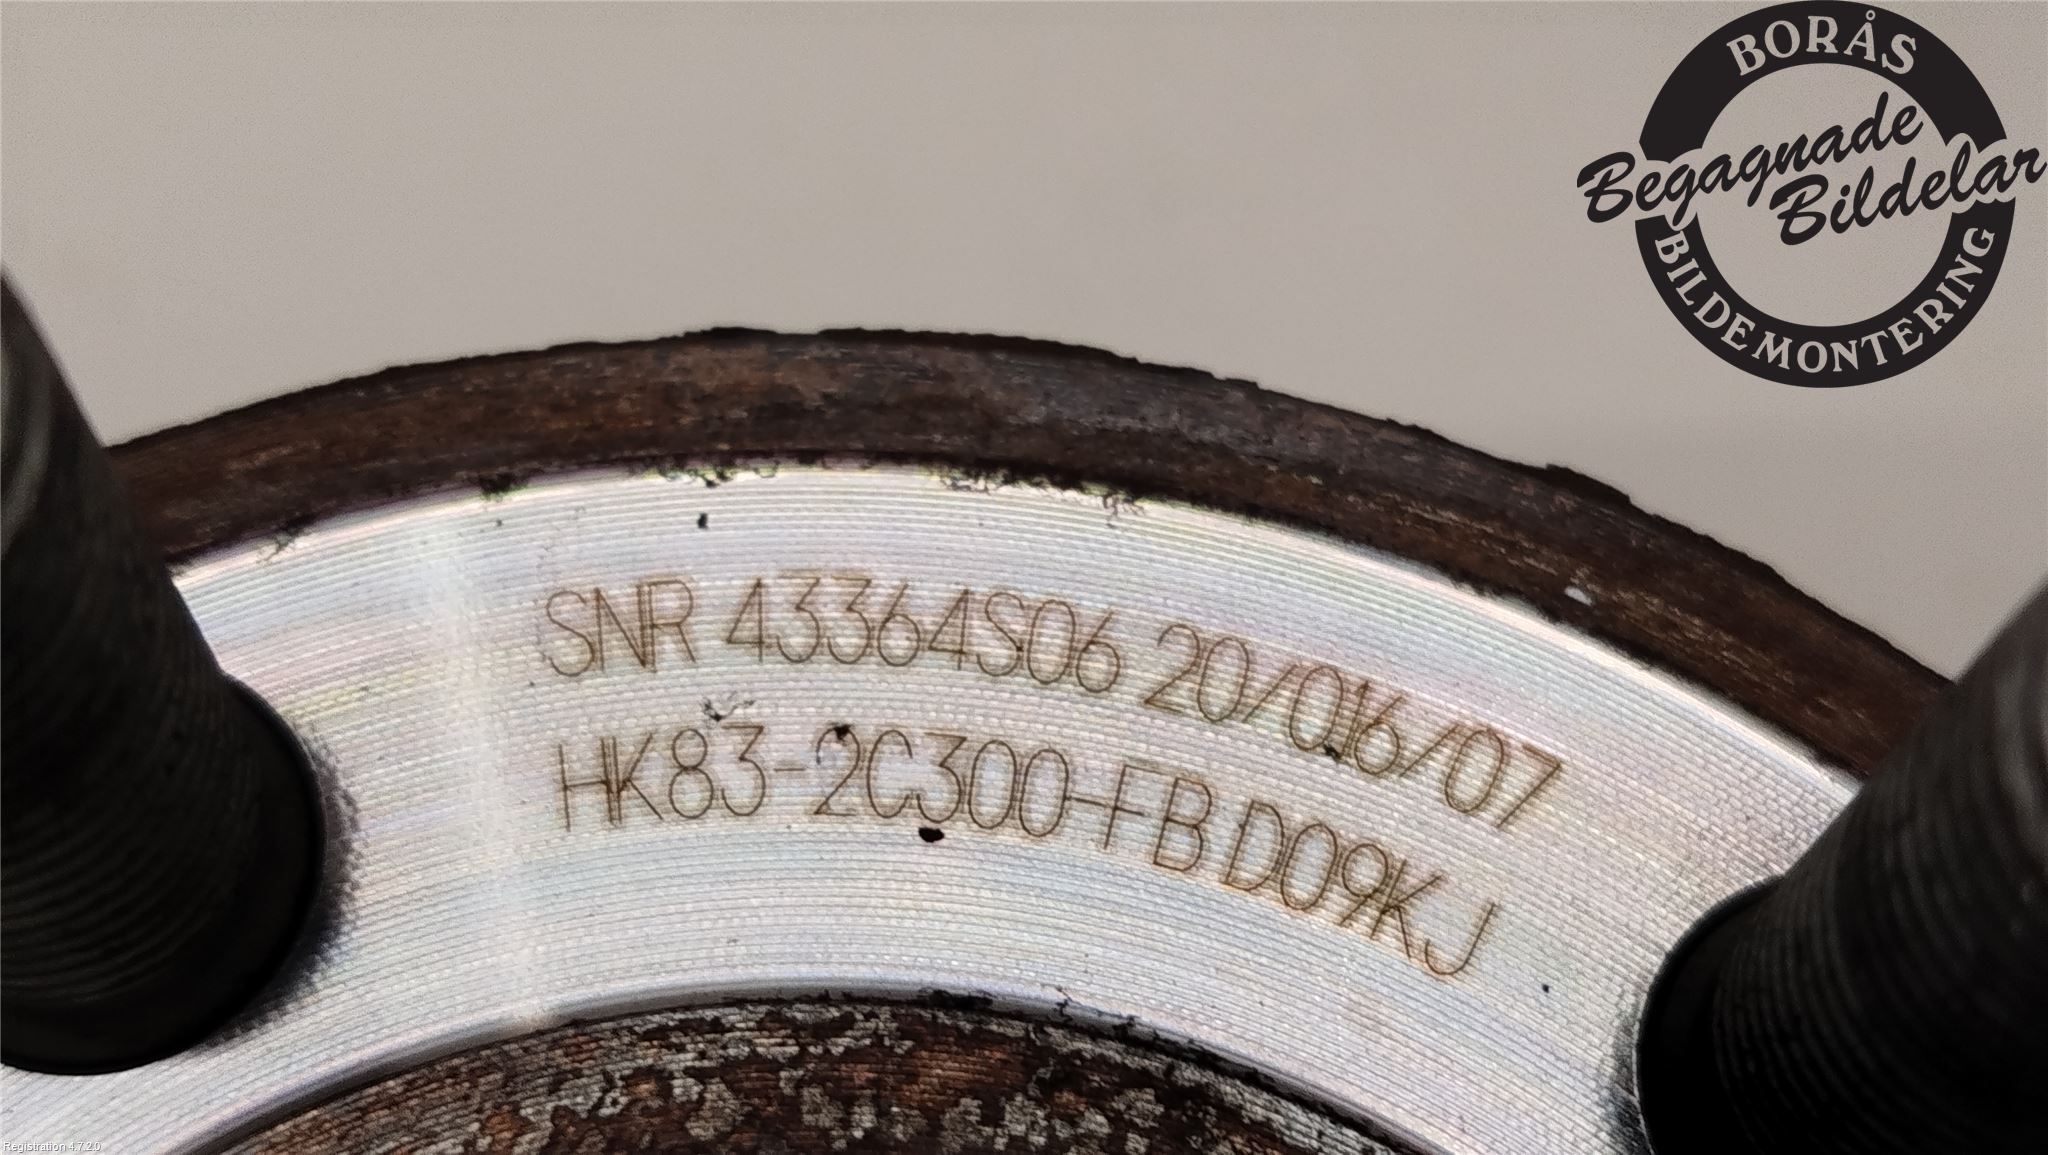 BORÅS
Begagnade
Bildelar
BILDEMONTERING
SNR 43364S06 20/016/07
HK83-2C300-FB D09KJ
Registration 4.7.2.0